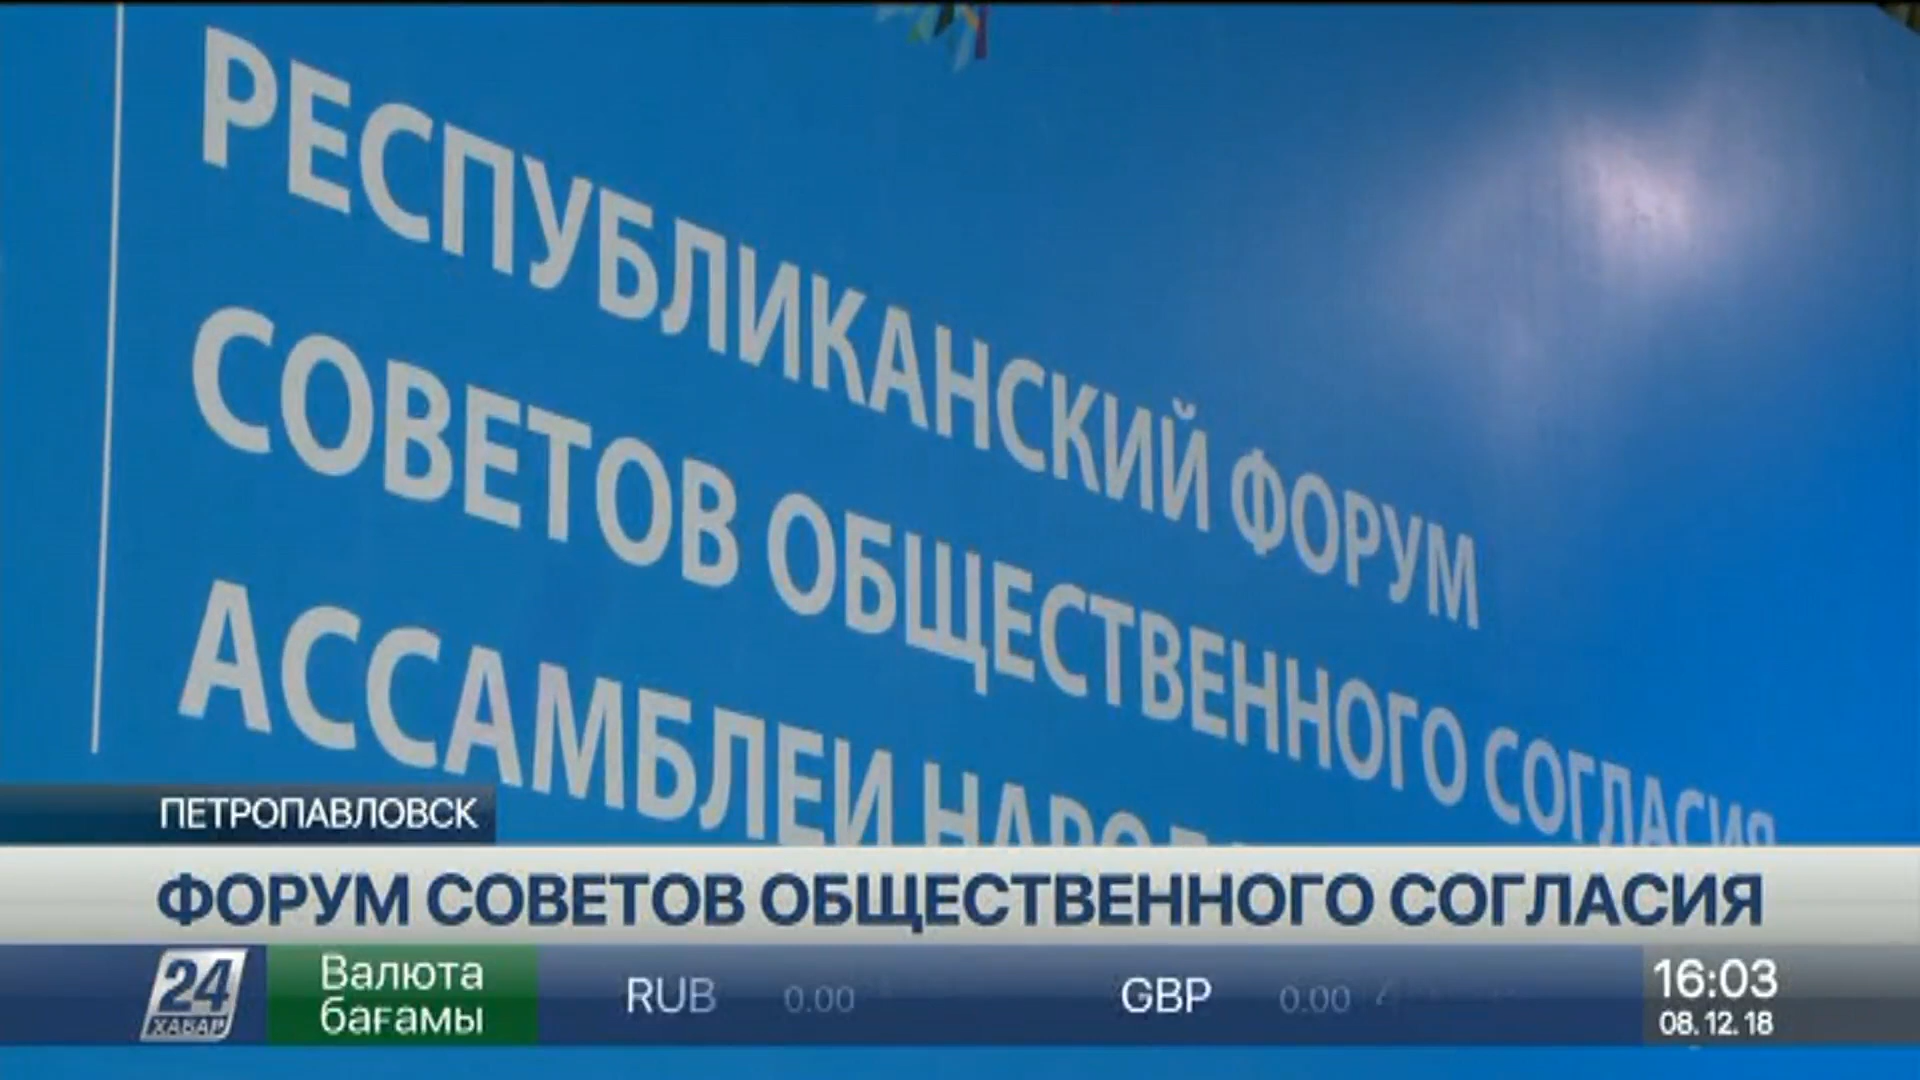 РЕСПУБЛИКАНСКИЙ ФОРУМ
СОВЕТОВ ОБЩЕСТВЕННОГО СОГЛАСИЯ
АССАМБЛЕИ
ПЕТРОПАВЛОВСК
ФОРУМ СОВЕТОВ ОБЩЕСТВЕННОГО СОГЛАСИЯ
24
ХАБАР
Валюта
бағамы
RUB 0.00 GBP 0.00
16:03
08.12.18